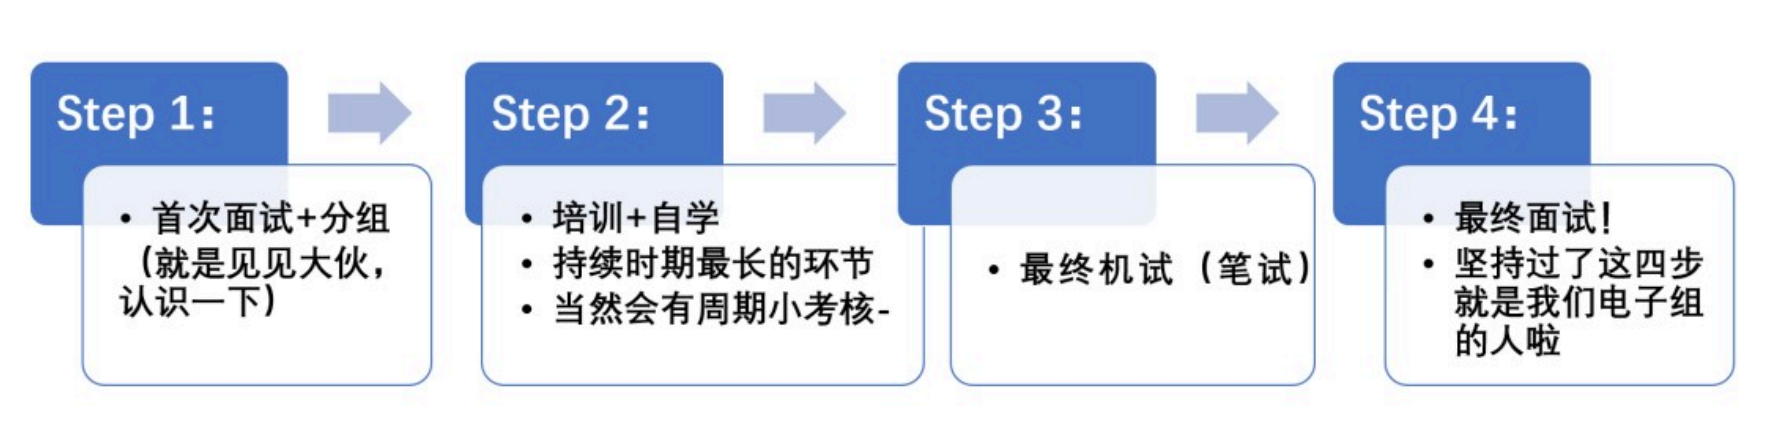 Step 1:
• 首次面试+分组
(就是见见大伙，
认识一下)
Step 2:
• 培训+自学
• 持续时期最长的环节
• 当然会有周期小考核-
Step 3:
• 最终机试（笔试）
Step 4:
• 最终面试！
• 坚持过了这四步
就是我们电子组
的人啦